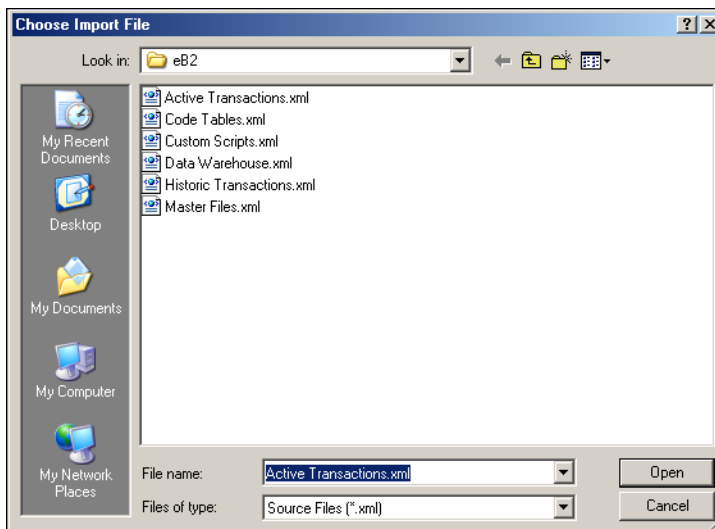 Choose Import File
Look in: eB2
Active Transactions.xml
Code Tables.xml
Custom Scripts.xml
Data Warehouse.xml
Historic Transactions.xml
Master Files.xml
My Recent
Documents
Desktop
My Documents
My Computer
My Network
Places
File name: Active Transactions.xml Open
Files of type: Source Files (*.xml) Cancel